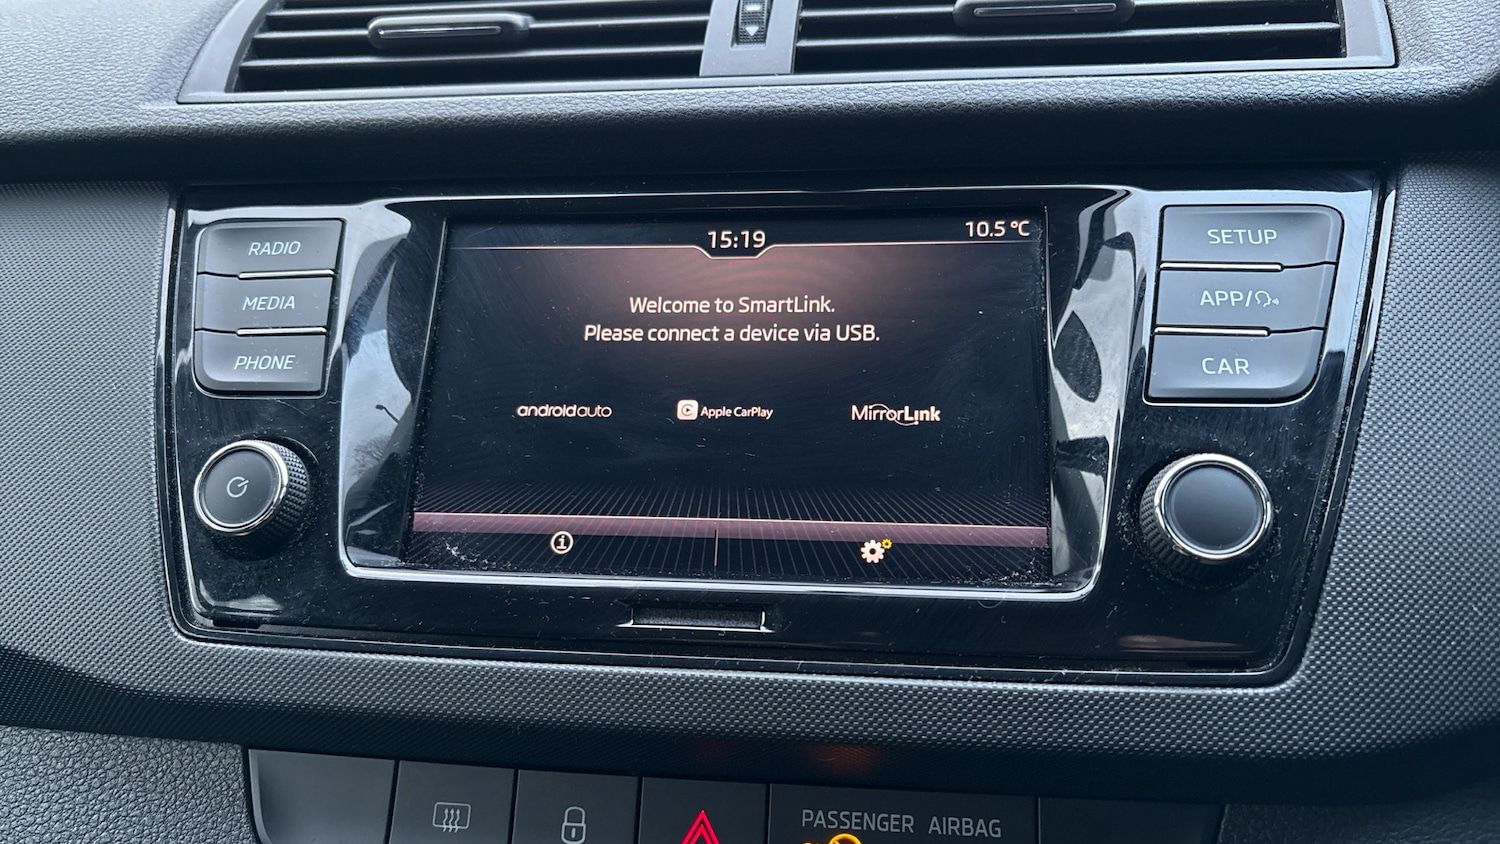 15:19
10.5 °C
Welcome to SmartLink.
Please connect a device via USB.
androidauto
Apple CarPlay
MirrorLink
RADIO
MEDIA
PHONE
SETUP
APP/
CAR
PASSENGER AIRBAG